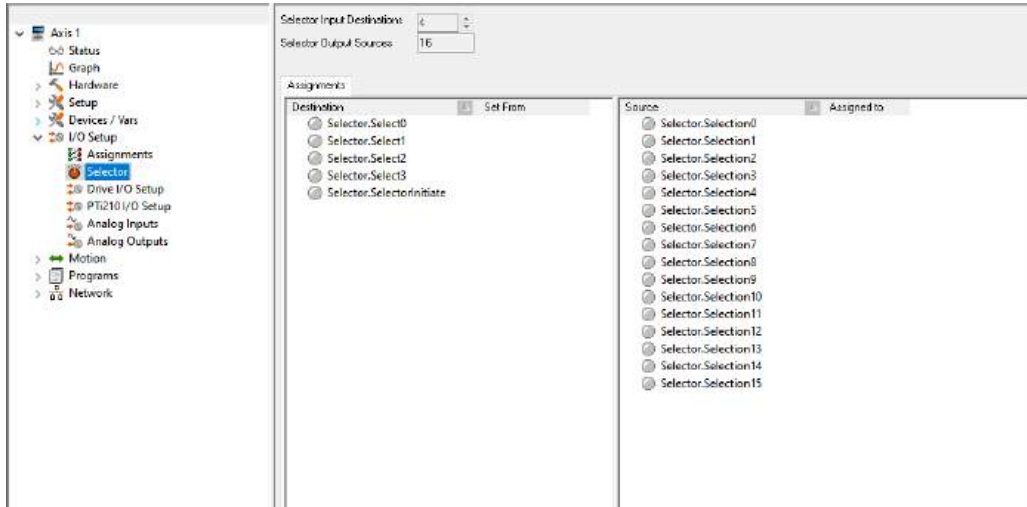 Axis 1
Status
Graph
Hardware
Setup
Devices / Vars
I/O Setup
Assignments
Selector
Drive I/O Setup
PTi210 I/O Setup
Analog Inputs
Analog Outputs
Motion
Programs
Network
Selector Input Destinations 4
Selector Output Sources 16
Assignments
Destination Set From
Selector.Select0
Selector.Select1
Selector.Select2
Selector.Select3
Selector.SelectorInitiate
Source Assigned to
Selector.Selection0
Selector.Selection1
Selector.Selection2
Selector.Selection3
Selector.Selection4
Selector.Selection5
Selector.Selection6
Selector.Selection7
Selector.Selection8
Selector.Selection9
Selector.Selection10
Selector.Selection11
Selector.Selection12
Selector.Selection13
Selector.Selection14
Selector.Selection15